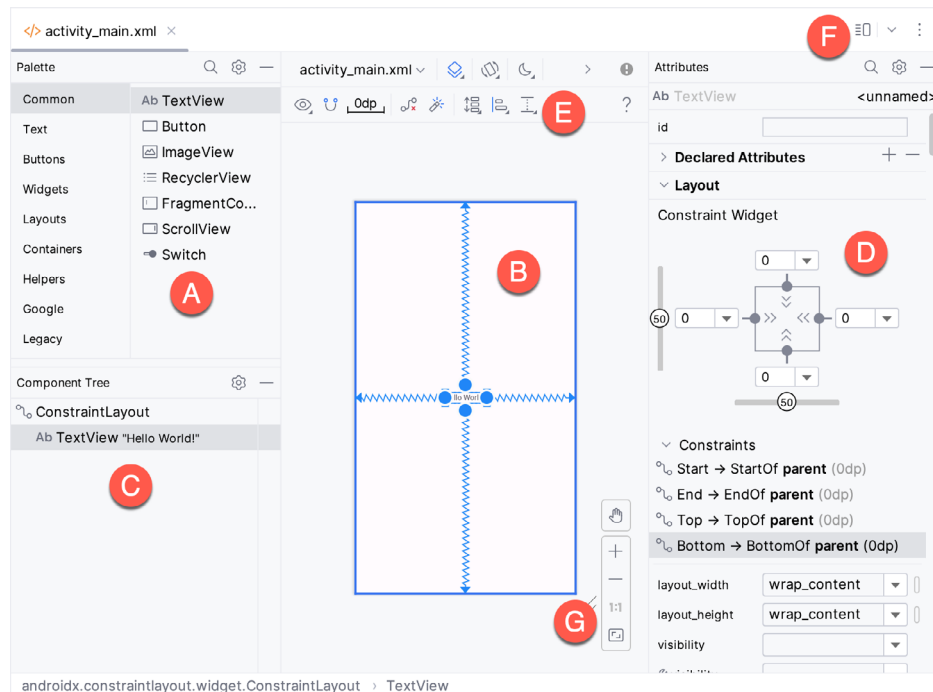 activity_main.xml
F
Palette
activity_main.xml
Attributes
Common
Text
Buttons
Widgets
Layouts
Containers
Helpers
Google
Legacy
Ab TextView
Button
ImageView
RecyclerView
FragmentCo...
ScrollView
Switch
A
0dp
E
?
B
Ab TextView
<unnamed>
id
Declared Attributes
Layout
Constraint Widget
D
0
50
0
0
0
50
Component Tree
ConstraintLayout
Ab TextView "Hello World!"
C
llo Worl
1:1
G
Constraints
Start → StartOf parent (0dp)
End → EndOf parent (0dp)
Top → TopOf parent (0dp)
Bottom → BottomOf parent (0dp)
layout_width wrap_content
layout_height wrap_content
visibility
androidx.constraintlayout.widget.ConstraintLayout › TextView